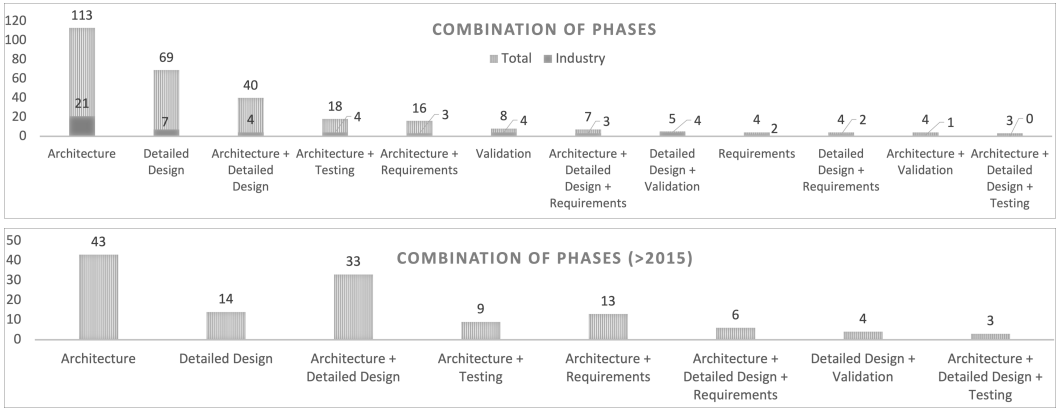 COMBINATION OF PHASES
Total Industry
120
100
80
60
40
20
0
113
21
69
7
40
4
18
4
16
3
8
4
7
3
5
4
4
2
4
2
4
1
3
0
Architecture
Detailed
Design
Architecture +
Detailed
Design
Architecture +
Testing
Architecture +
Requirements
Validation
Architecture +
Detailed
Design +
Requirements
Detailed
Design +
Validation
Requirements
Detailed
Design +
Requirements
Architecture +
Validation
Architecture +
Detailed
Design +
Testing
COMBINATION OF PHASES (>2015)
50
40
30
20
10
0
43
14
33
9
13
6
4
3
Architecture
Detailed Design
Architecture +
Detailed Design
Architecture +
Testing
Architecture +
Requirements
Architecture +
Detailed Design +
Requirements
Detailed Design +
Validation
Architecture +
Detailed Design +
Testing